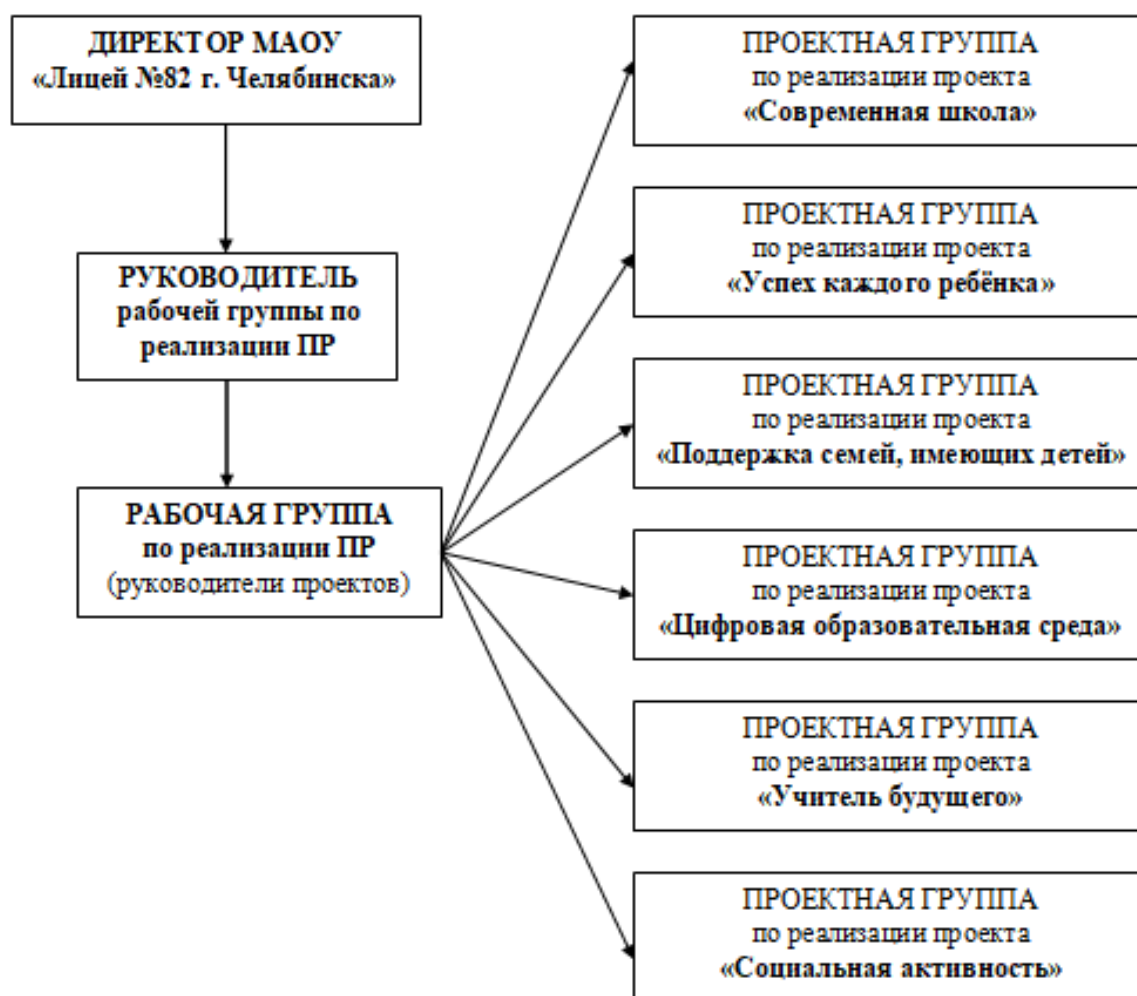 ДИРЕКТОР МАОУ
«Лицей №82 г. Челябинска»
РУКОВОДИТЕЛЬ
рабочей группы по
реализации ПР
РАБОЧАЯ ГРУППА
по реализации ПР
(руководители проектов)
ПРОЕКТНАЯ ГРУППА
по реализации проекта
«Современная школа»
ПРОЕКТНАЯ ГРУППА
по реализации проекта
«Успех каждого ребёнка»
ПРОЕКТНАЯ ГРУППА
по реализации проекта
«Поддержка семей, имеющих детей»
ПРОЕКТНАЯ ГРУППА
по реализации проекта
«Цифровая образовательная среда»
ПРОЕКТНАЯ ГРУППА
по реализации проекта
«Учитель будущего»
ПРОЕКТНАЯ ГРУППА
по реализации проекта
«Социальная активность»